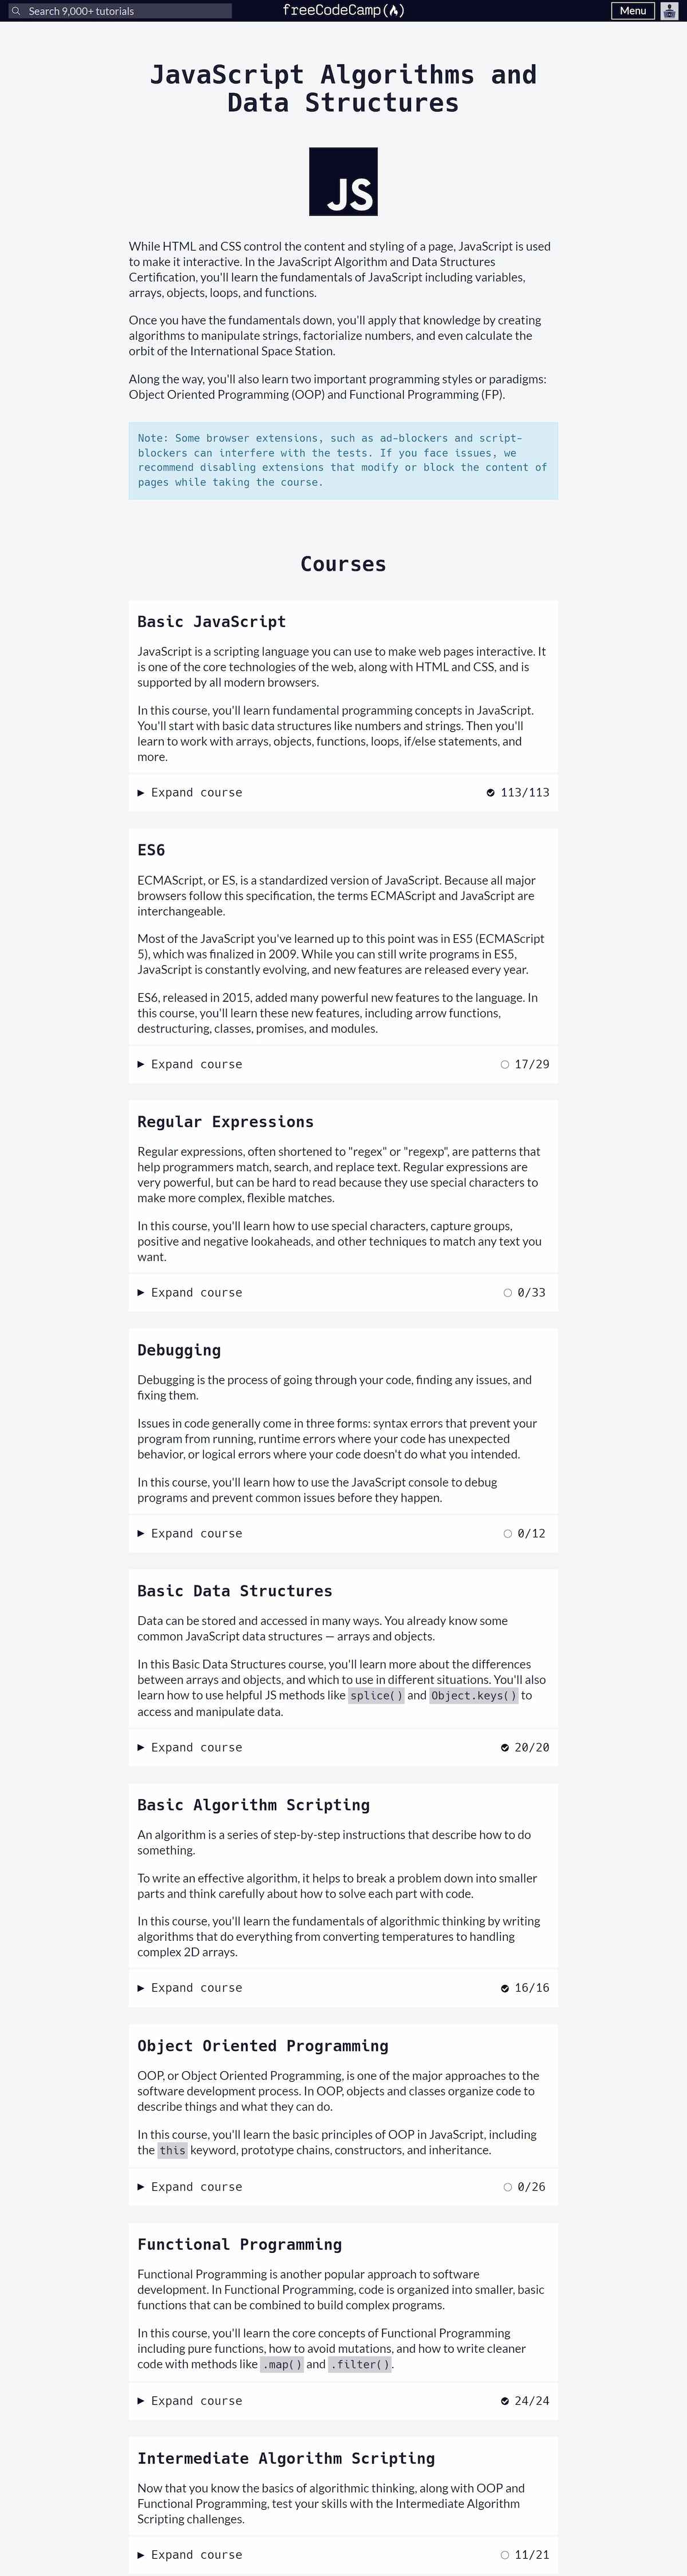 Search 9,000+ tutorials
freeCodeCamp
Menu
JavaScript Algorithms and
Data Structures
JS
While HTML and CSS control the content and styling of a page, JavaScript is used
to make it interactive. In the JavaScript Algorithm and Data Structures
Certification, you'll learn the fundamentals of JavaScript including variables,
arrays, objects, loops, and functions.
Once you have the fundamentals down, you'll apply that knowledge by creating
algorithms to manipulate strings, factorialize numbers, and even calculate the
orbit of the International Space Station.
Along the way, you'll also learn two important programming styles or paradigms:
Object Oriented Programming (OOP) and Functional Programming (FP).
Note: Some browser extensions, such as ad-blockers and script-
blockers can interfere with the tests. If you face issues, we
recommend disabling extensions that modify or block the content of
pages while taking the course.
Courses
Basic JavaScript
JavaScript is a scripting language you can use to make web pages interactive. It
is one of the core technologies of the web, along with HTML and CSS, and is
supported by all modern browsers.
In this course, you'll learn fundamental programming concepts in JavaScript.
You'll start with basic data structures like numbers and strings. Then you'll
learn to work with arrays, objects, functions, loops, if/else statements, and
more.
Expand course 113/113
ES6
ECMAScript, or ES, is a standardized version of JavaScript. Because all major
browsers follow this specification, the terms ECMAScript and JavaScript are
interchangeable.
Most of the JavaScript you've learned up to this point was in ES5 (ECMAScript
5), which was finalized in 2009. While you can still write programs in ES5,
JavaScript is constantly evolving, and new features are released every year.
ES6, released in 2015, added many powerful new features to the language. In
this course, you'll learn these new features, including arrow functions,
destructuring, classes, promises, and modules.
Expand course 17/29
Regular Expressions
Regular expressions, often shortened to "regex" or "regexp", are patterns that
help programmers match, search, and replace text. Regular expressions are
very powerful, but can be hard to read because they use special characters to
make more complex, flexible matches.
In this course, you'll learn how to use special characters, capture groups,
positive and negative lookaheads, and other techniques to match any text you
want.
Expand course 0/33
Debugging
Debugging is the process of going through your code, finding any issues, and
fixing them.
Issues in code generally come in three forms: syntax errors that prevent your
program from running, runtime errors where your code has unexpected
behavior, or logical errors where your code doesn't do what you intended.
In this course, you'll learn how to use the JavaScript console to debug
programs and prevent common issues before they happen.
Expand course 0/12
Basic Data Structures
Data can be stored and accessed in many ways. You already know some
common JavaScript data structures — arrays and objects.
In this Basic Data Structures course, you'll learn more about the differences
between arrays and objects, and which to use in different situations. You'll also
learn how to use helpful JS methods like splice() and Object.keys() to
access and manipulate data.
Expand course 20/20
Basic Algorithm Scripting
An algorithm is a series of step-by-step instructions that describe how to do
something.
To write an effective algorithm, it helps to break a problem down into smaller
parts and think carefully about how to solve each part with code.
In this course, you'll learn the fundamentals of algorithmic thinking by writing
algorithms that do everything from converting temperatures to handling
complex 2D arrays.
Expand course 16/16
Object Oriented Programming
OOP, or Object Oriented Programming, is one of the major approaches to the
software development process. In OOP, objects and classes organize code to
describe things and what they can do.
In this course, you'll learn the basic principles of OOP in JavaScript, including
the this keyword, prototype chains, constructors, and inheritance.
Expand course 0/26
Functional Programming
Functional Programming is another popular approach to software
development. In Functional Programming, code is organized into smaller, basic
functions that can be combined to build complex programs.
In this course, you'll learn the core concepts of Functional Programming
including pure functions, how to avoid mutations, and how to write cleaner
code with methods like .map() and .filter().
Expand course 24/24
Intermediate Algorithm Scripting
Now that you know the basics of algorithmic thinking, along with OOP and
Functional Programming, test your skills with the Intermediate Algorithm
Scripting challenges.
Expand course 11/21